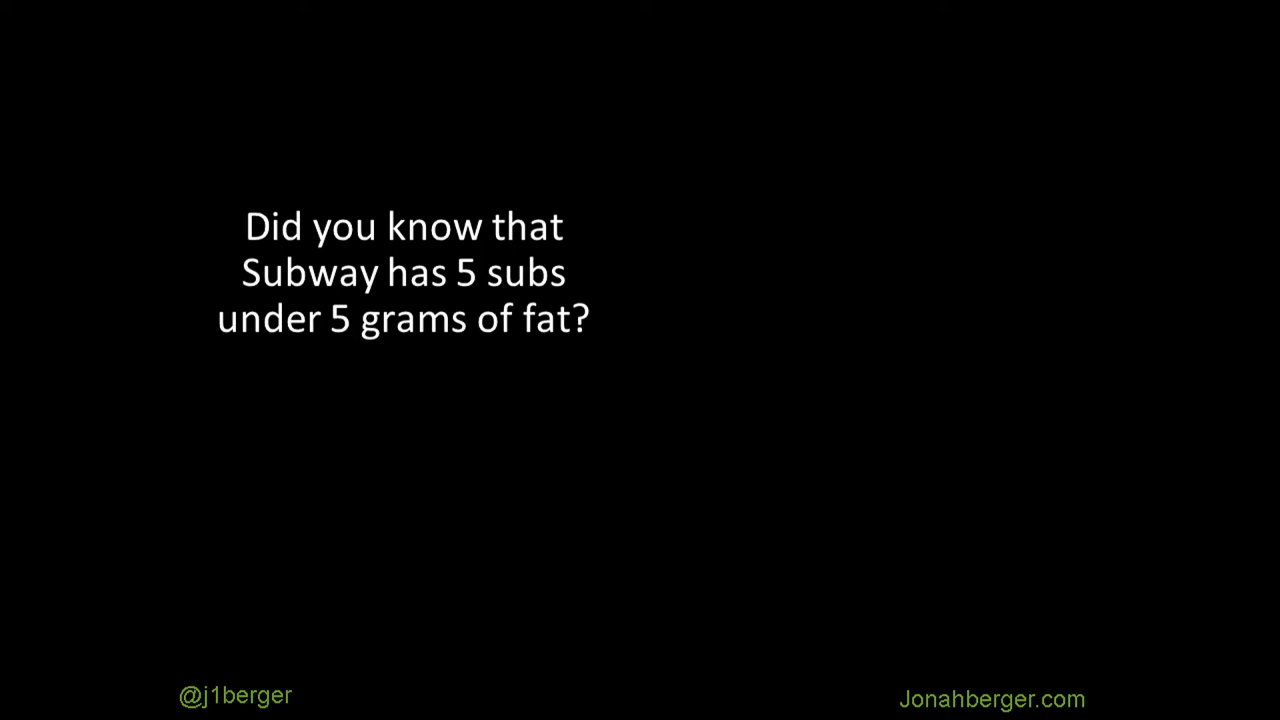 Did you know that
Subway has 5 subs
under 5 grams of fat?
@j1berger
Jonahberger.com